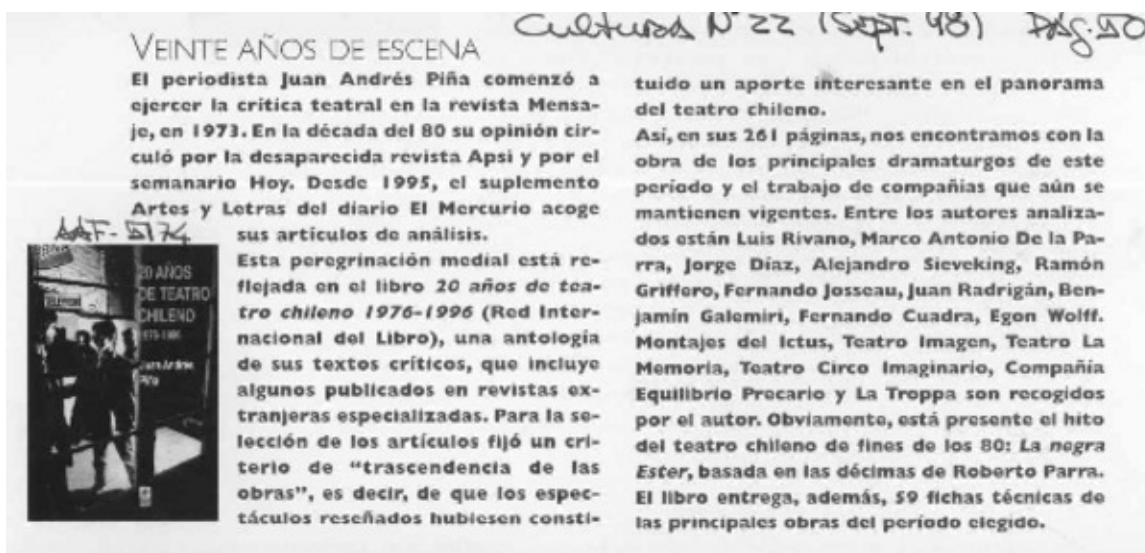 Cultura N°22 (Sept. 98) Pág. 50
VEINTE AÑOS DE ESCENA
El periodista Juan Andrés Piña comenzó a
ejercer la crítica teatral en la revista Mensa-
je, en 1973. En la década del 80 su opinión cir-
culó por la desaparecida revista Apsi y por el
semanario Hoy. Desde 1995, el suplemento
Artes y Letras del diario El Mercurio acoge
sus artículos de análisis.
Esta peregrinación medial está re-
flejada en el libro 20 años de tea-
tro chileno 1976-1996 (Red Inter-
nacional del Libro), una antología
de sus textos críticos, que incluye
algunos publicados en revistas ex-
tranjeras especializadas. Para la se-
lección de los artículos fijó un cri-
terio de “trascendencia de las
obras”, es decir, de que los espec-
táculos reseñados hubiesen consti-
AAF-5174
20 AÑOS
DE TEATRO
CHILENO
1976-1996
Juan Andrés
Piña
tuido un aporte interesante en el panorama
del teatro chileno.
Así, en sus 261 páginas, nos encontramos con la
obra de los principales dramaturgos de este
período y el trabajo de compañias que aún se
mantienen vigentes. Entre los autores analiza-
dos están Luis Rivano, Marco Antonio De la Pa-
rra, Jorge Díaz, Alejandro Sieveking, Ramón
Griffero, Fernando Josseau, Juan Radrigán, Ben-
jamín Galemiri, Fernando Cuadra, Egon Wolff.
Montajes del Ictus, Teatro Imagen, Teatro La
Memoria, Teatro Circo Imaginario, Compañía
Equilibrio Precario y La Troppa son recogidos
por el autor. Obviamente, está presente el hito
del teatro chileno de fines de los 80: La negra
Ester, basada en las décimas de Roberto Parra.
El libro entrega, además, 59 fichas técnicas de
las principales obras del período elegido.